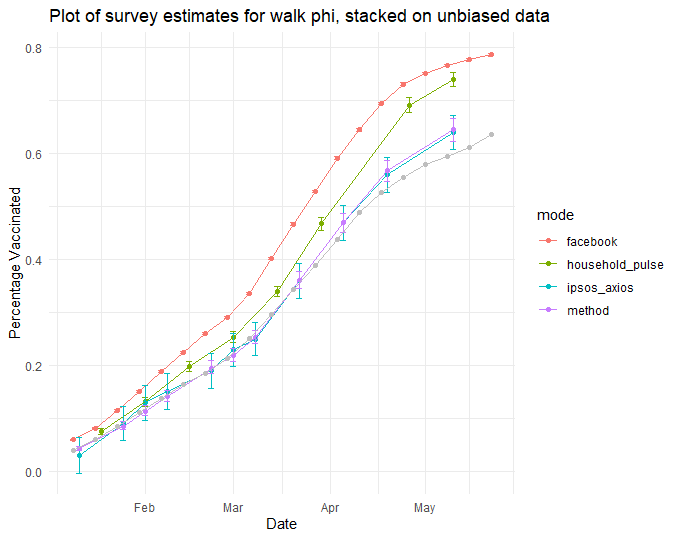 Plot of survey estimates for walk phi, stacked on unbiased data
0.8
0.6
0.4
0.2
0.0
Percentage Vaccinated
Feb
Mar
Apr
May
Date
mode
facebook
household_pulse
ipsos_axios
method